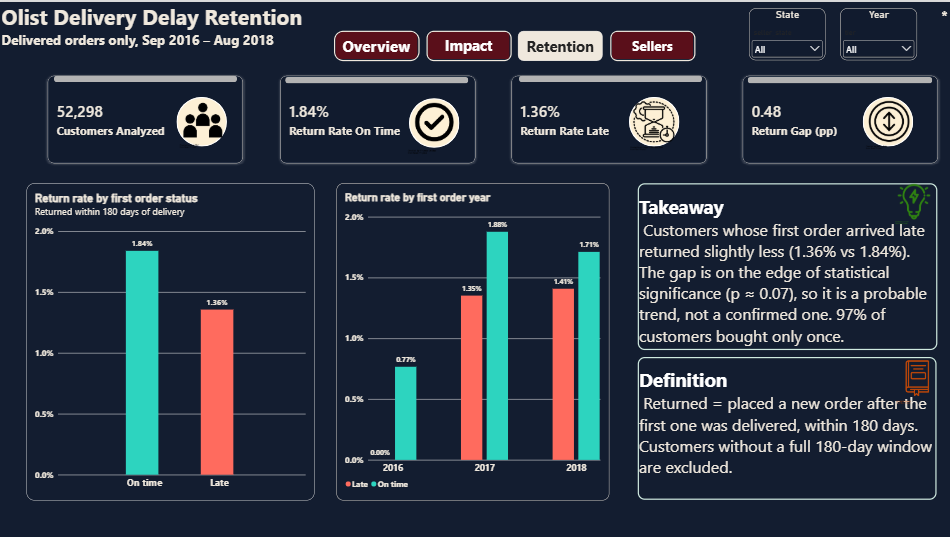 Olist Delivery Delay Retention
Delivered orders only, Sep 2016 – Aug 2018
Overview
Impact
Retention
Sellers
State
All
Year
All
*
52,298
Customers Analyzed
1.84%
Return Rate On Time
1.36%
Return Rate Late
0.48
Return Gap (pp)
Return rate by first order status
Returned within 180 days of delivery
2.0%
1.5%
1.0%
0.5%
0.0%
1.84%
1.36%
On time
Late
Return rate by first order year
2.0%
1.5%
1.0%
0.5%
0.0%
0.00%
0.77%
1.35%
1.88%
1.41%
1.71%
2016
2017
2018
Late
On time
Takeaway
Customers whose first order arrived late
returned slightly less (1.36% vs 1.84%).
The gap is on the edge of statistical
significance (p ≈ 0.07), so it is a probable
trend, not a confirmed one. 97% of
customers bought only once.
Definition
Returned = placed a new order after the
first one was delivered, within 180 days.
Customers without a full 180-day window
are excluded.